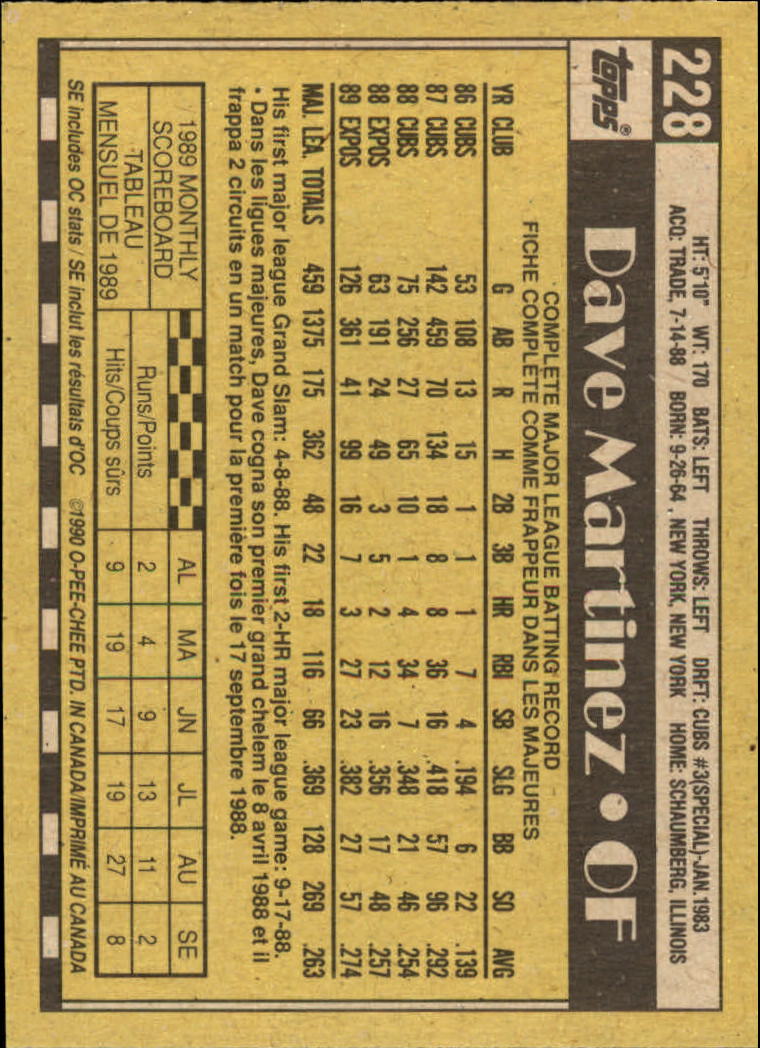 228
HT: 5'10" WT: 170 BATS: LEFT THROWS: LEFT DRFT: CUBS #3(SPECIAL)-JAN. 1983
ACQ: TRADE, 7-14-88 / BORN: 9-26-64, NEW YORK, NEW YORK HOME: SCHAUMBERG, ILLINOIS
topps®
Dave Martinez • OF
COMPLETE MAJOR LEAGUE BATTING RECORD
FICHE COMPLETE COMME FRAPPEUR DANS LES MAJEURES
YR CLUB G AB R H 2B 3B HR RBI SB SLG BB SO AVG
86 CUBS 53 108 13 15 1 1 1 7 4 .194 6 22 .139
87 CUBS 142 459 70 134 18 8 8 36 16 .418 57 96 .292
88 CUBS 75 256 27 65 10 1 4 34 7 .348 21 46 .254
88 EXPOS 63 191 24 49 3 5 2 12 16 .356 17 48 .257
89 EXPOS 126 361 41 99 16 7 3 27 23 .382 27 57 .274
MAJ. LEA. TOTALS 459 1375 175 362 48 22 18 116 66 .369 128 269 .263
His first major league Grand Slam: 4-8-88. His first 2-HR major league game: 9-17-88.
• Dans les ligues majeures, Dave cogna son premier grand chelem le 8 avril 1988 et il
frappa 2 circuits en un match pour la première fois le 17 septembre 1988.
1989 MONTHLY
SCOREBOARD
TABLEAU
MENSUEL DE 1989
AL MA JN JL AU SE
Runs/Points 2 4 9 13 11 2
Hits/Coups sûrs 9 19 17 19 27 8
SE includes OC stats / SE inclut les résultats d'OC ©1990 O-PEE-CHEE PTD. IN CANADA/IMPRIMÉ AU CANADA